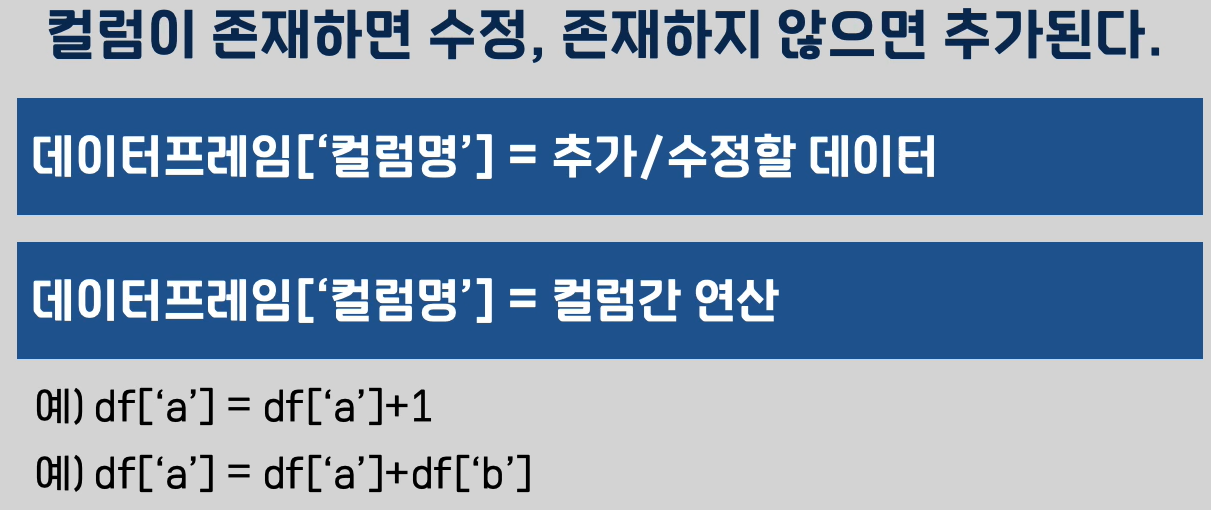 컬럼이 존재하면 수정, 존재하지 않으면 추가된다.
데이터프레임[‘컬럼명’] = 추가/수정할 데이터
데이터프레임[‘컬럼명’] = 컬럼간 연산
예) df[‘a’] = df[‘a’]+1
예) df[‘a’] = df[‘a’]+df[‘b’]